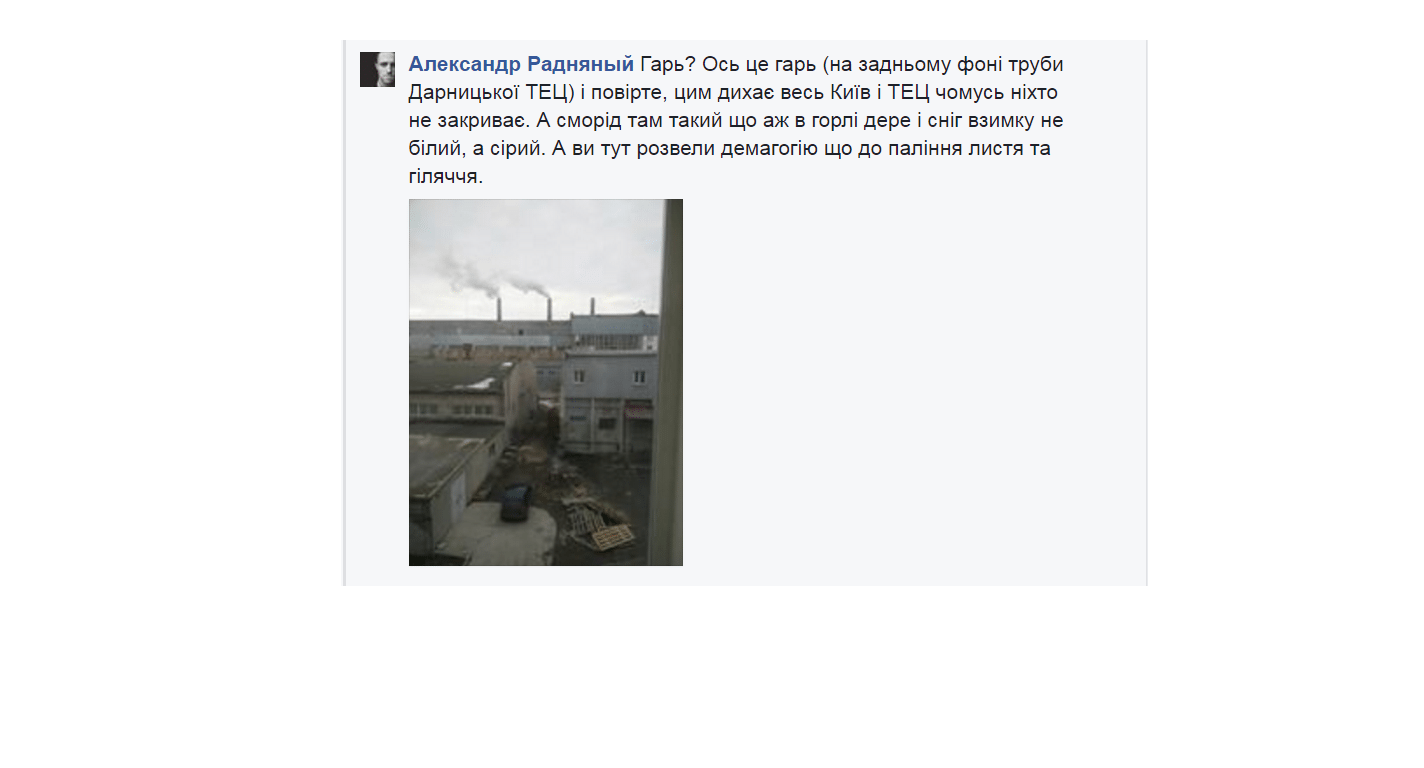 Александр Радняный Гарь? Ось це гарь (на задньому фоні труби
Дарницької ТЕЦ) і повірте, цим дихає весь Київ і ТЕЦ чомусь ніхто
не закриває. А сморід там такий що аж в горлі дере і сніг взимку не
білий, а сірий. А ви тут розвели демагогію що до паління листя та
гіляччя.